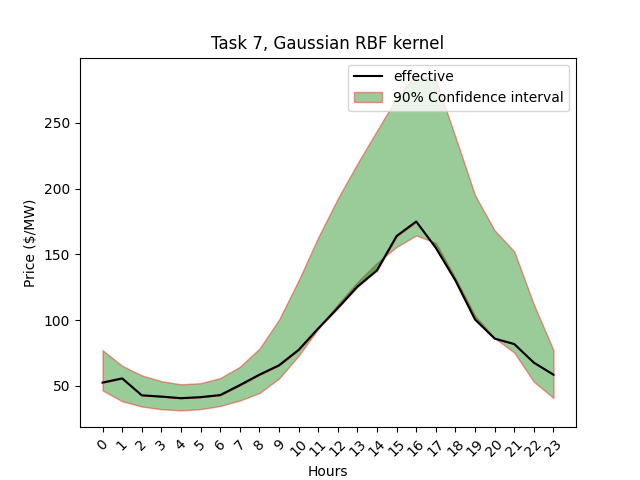 Task 7, Gaussian RBF kernel
effective
90% Confidence interval
Price ($/MW)
250
200
150
100
50
0 1 2 3 4 5 6 7 8 9 10 11 12 13 14 15 16 17 18 19 20 21 22 23
Hours